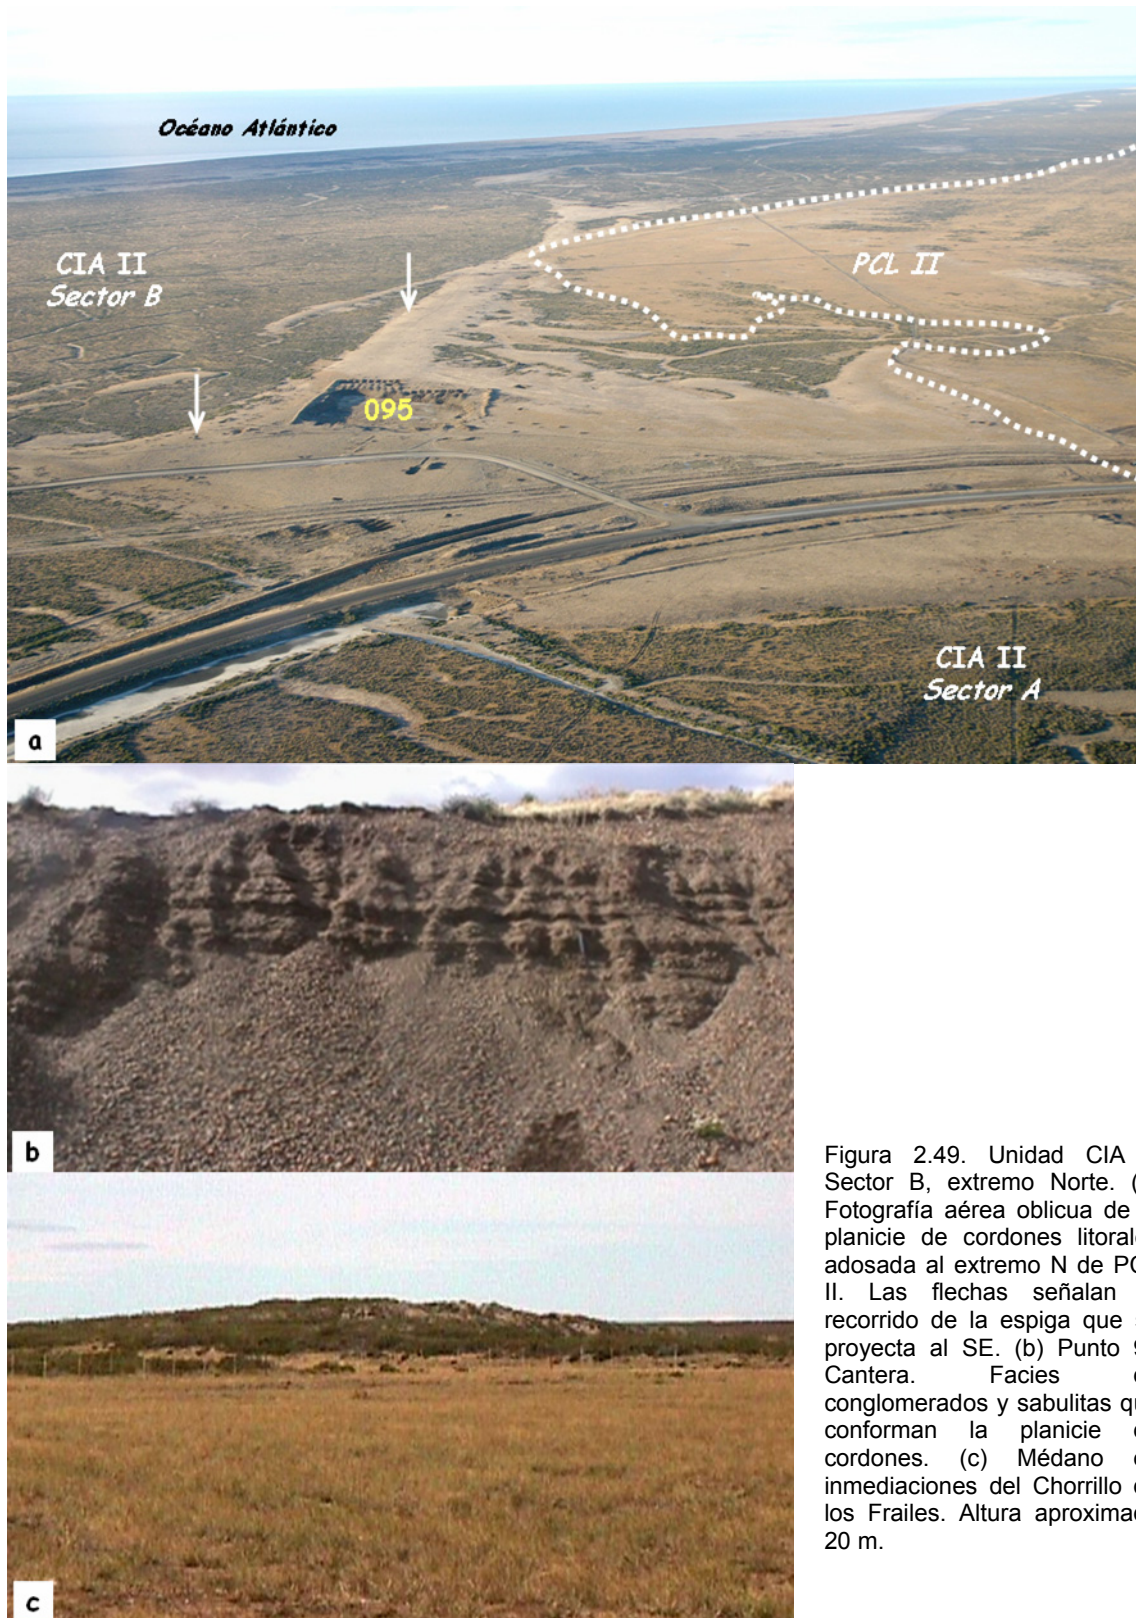 Océano Atlántico
CIA II
Sector B
PCL II
095
CIA II
Sector A
a
b
c
Figura 2.49. Unidad CIA
Sector B, extremo Norte.
Fotografía aérea oblicua de
planicie de cordones
adosada al extremo N de
II. Las flechas señalan
recorrido de la espiga que
proyecta al SE. (b) Punto
Cantera. Facies
conglomerados y sabulitas
conforman la planicie
cordones. (c) Médano
inmediaciones del Chorrillo
los Frailes. Altura
20 m.